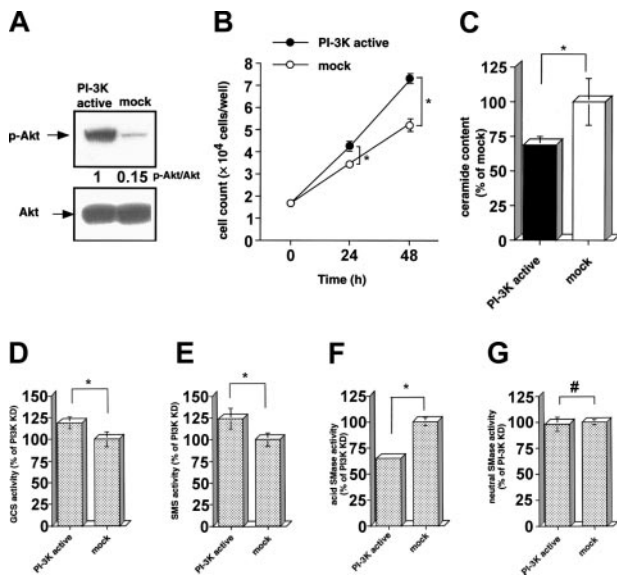 A
PI-3K
active
mock
p-Akt
1 0.15 p-Akt/Akt
Akt
B
PI-3K active
mock
cell count (× 10⁴ cells/well)
8
7
6
5
4
3
2
1
0
*
*
0 24 48
Time (h)
C
*
ceramide content
(% of mock)
125
100
75
50
25
0
PI-3K active
mock
D
*
GCS activity (% of PI3K KD)
150
125
100
75
50
25
0
PI-3K active
mock
E
*
SMS activity (% of PI3K KD)
150
125
100
75
50
25
0
PI-3K active
mock
F
*
acid SMase activity
(% of PI3K KD)
125
100
75
50
25
0
PI-3K active
mock
G
#
neutral SMase activity
(% of PI-3K KD)
125
100
75
50
25
0
PI-3K active
mock